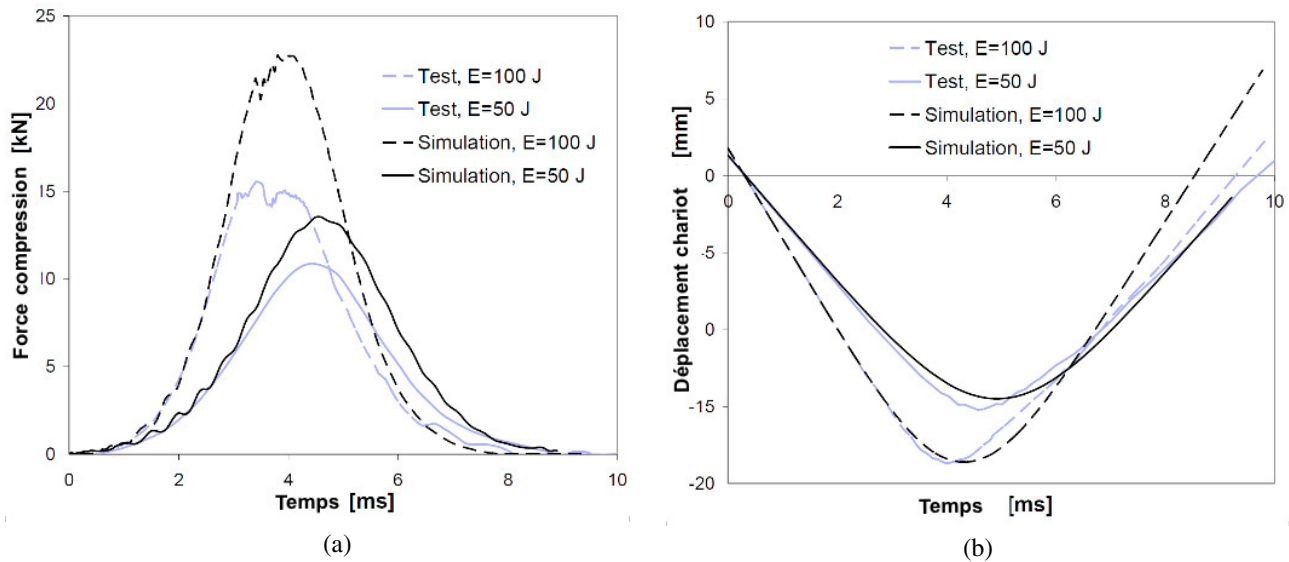 25
20
15
10
5
0
0
2
4
6
8
10
Force compression [kN]
Temps [ms]
Test, E=100 J
Test, E=50 J
Simulation, E=100 J
Simulation, E=50 J
(a)
10
5
0
-5
-0
-15
-20
0
2
4
6
8
10
Déplacement chariot [mm]
Temps [ms]
Test, E=100 J
Test, E=50 J
Simulation, E=100 J
Simulation, E=50 J
(b)